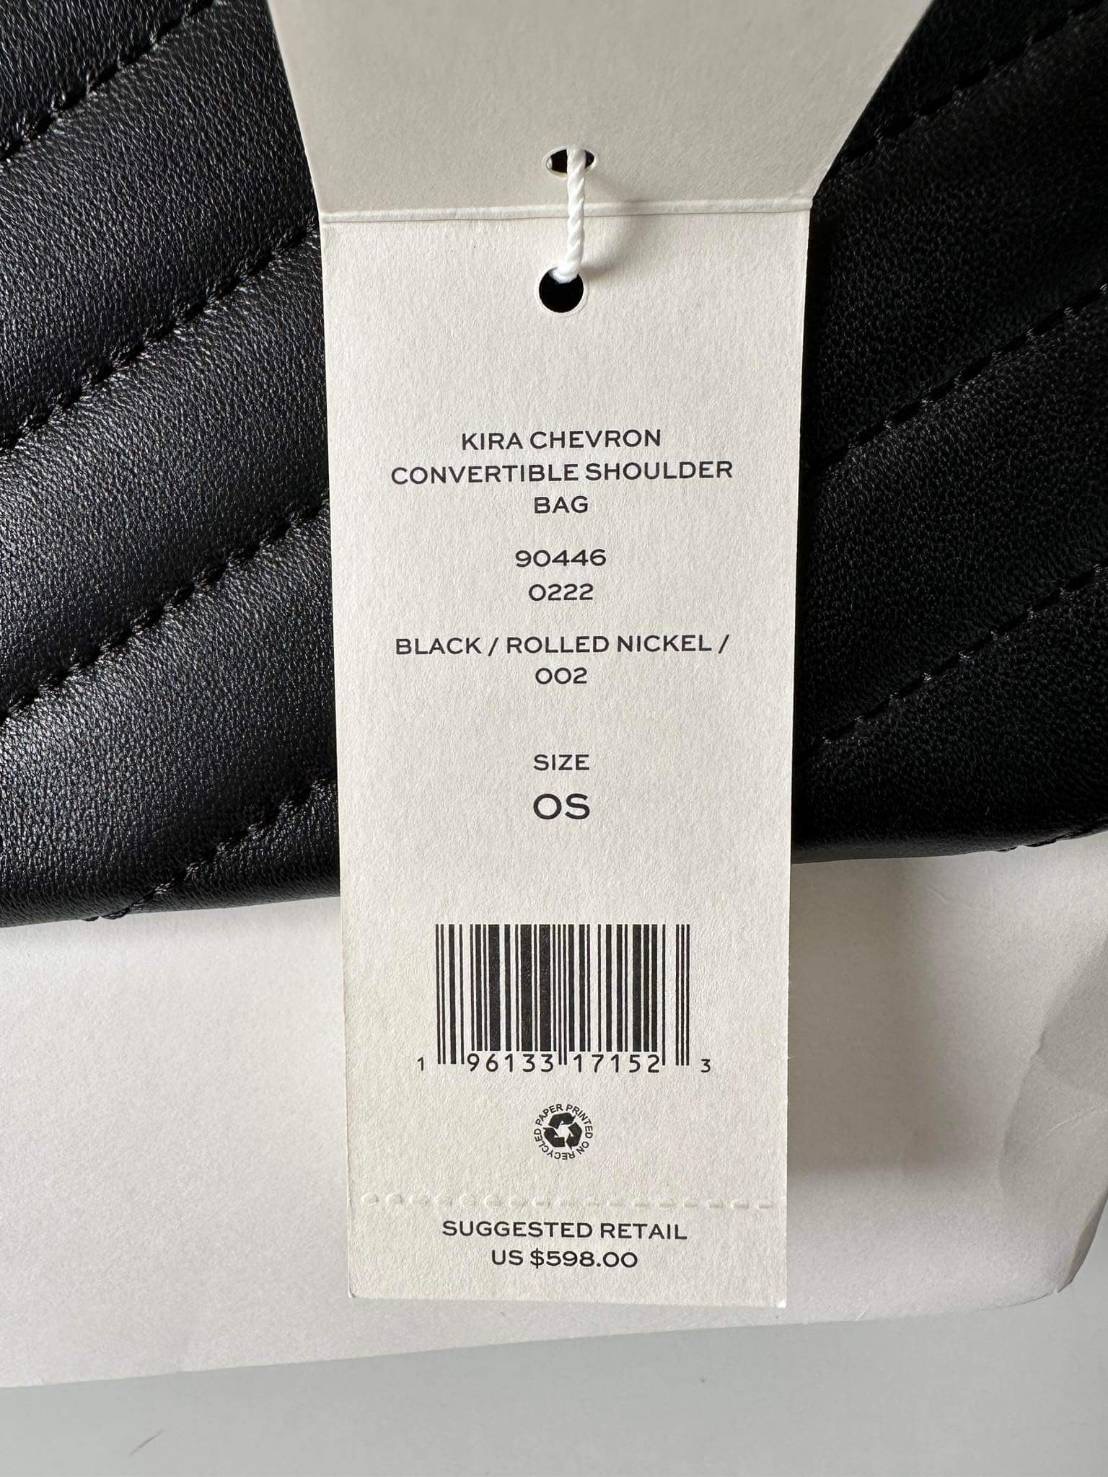 KIRA CHEVRON
CONVERTIBLE SHOULDER
BAG
90446
0222
BLACK / ROLLED NICKEL /
002
SIZE
OS
1 96133 17152 3
RECYCLED PAPER PRINTED ON
SUGGESTED RETAIL
US $598.00